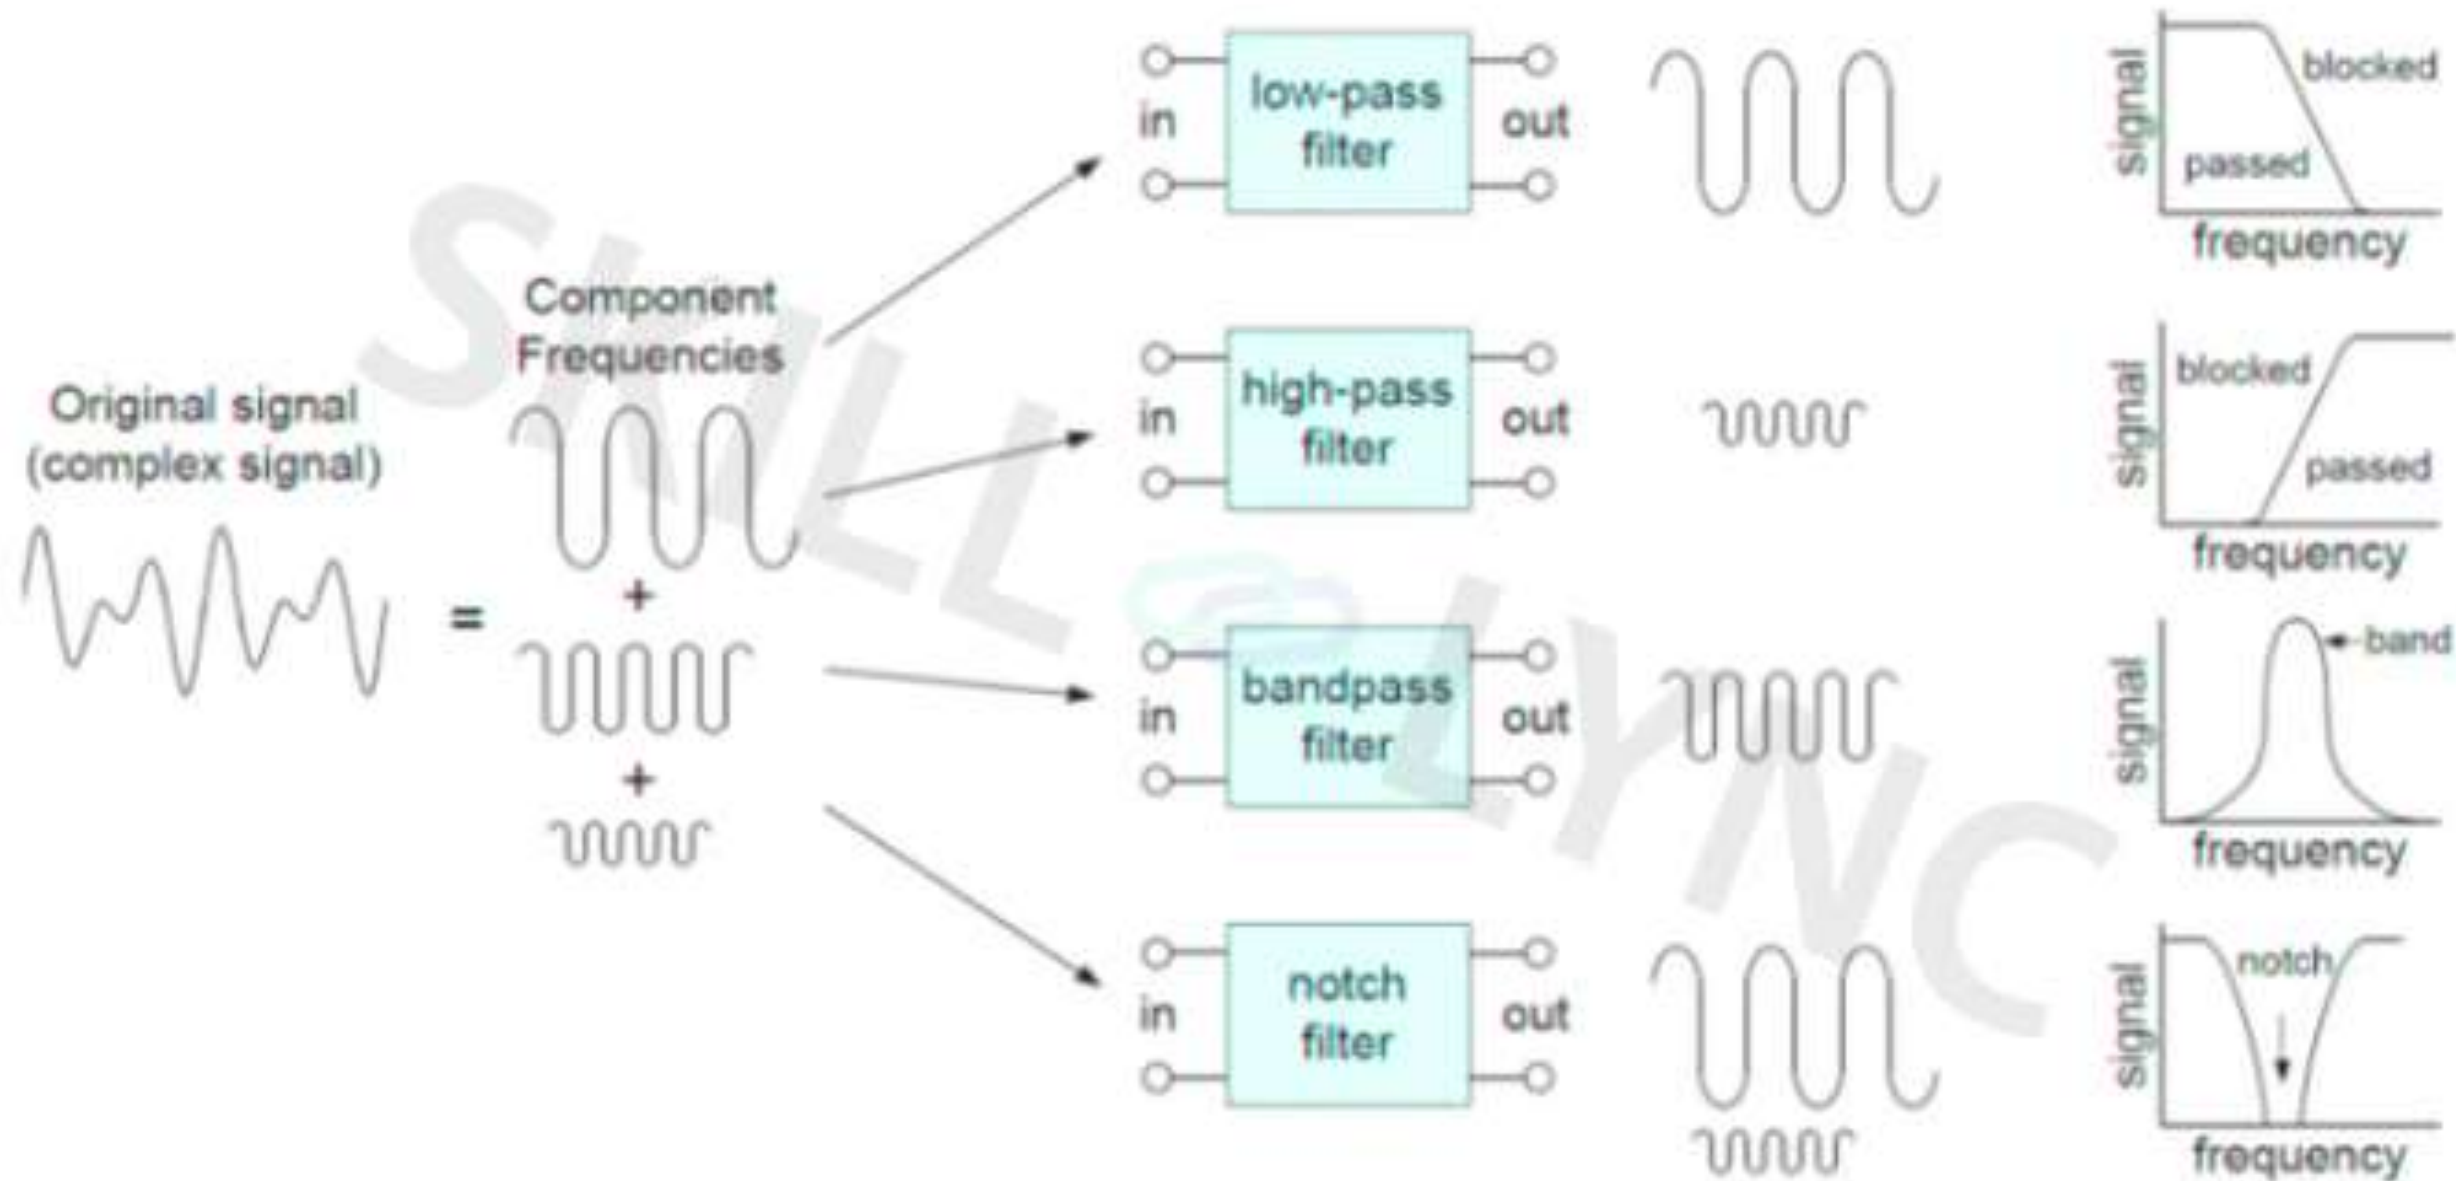 Original signal
(complex signal)
=
Component
Frequencies
+
+
in
low-pass
filter
out
signal
blocked
passed
frequency
in
high-pass
filter
out
signal
blocked
passed
frequency
in
bandpass
filter
out
signal
band
frequency
in
notch
filter
out
signal
notch
frequency
SKILL LYNC